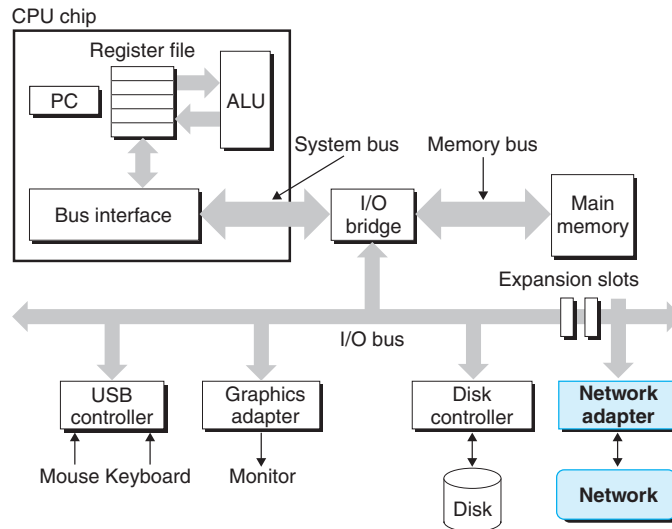 CPU chip
Register file
PC
ALU
System bus
Memory bus
Bus interface
I/O
bridge
Main
memory
Expansion slots
I/O bus
USB
controller
Graphics
adapter
Disk
controller
Network
adapter
Mouse Keyboard
Monitor
Disk
Network